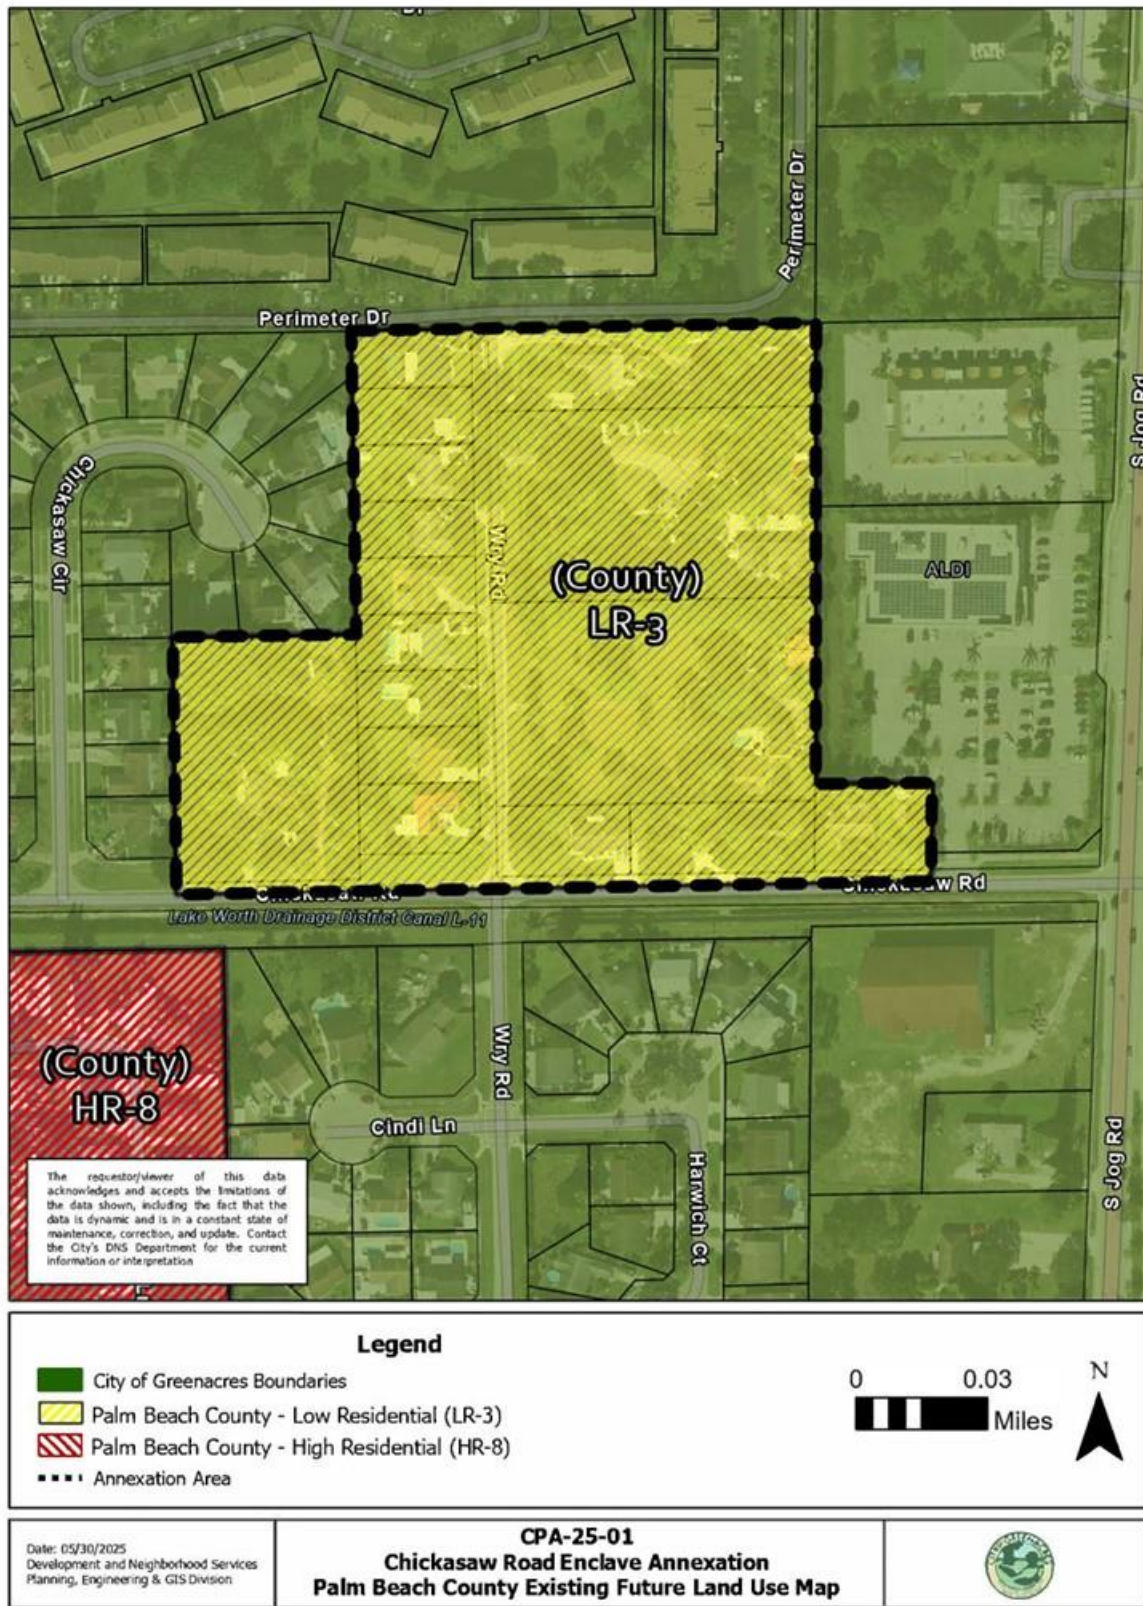 Dr
Perimeter Dr
Perimeter Dr
S Jog Rd
Chickasaw Cir
Wry Rd
(County)
LR-3
ALDI
Chickasaw Rd
Chickasaw Rd
Lake Worth Drainage District Canal L-11
(County)
HR-8
Wry Rd
Cindi Ln
Harwich Ct
S Jog Rd
The requestor/viewer of this data
acknowledges and accepts the limitations of
the data shown, including the fact that the
data is dynamic and is in a constant state of
maintenance, correction, and update. Contact
the City's DNS Department for the current
information or interpretation
Legend
City of Greenacres Boundaries
Palm Beach County - Low Residential (LR-3)
Palm Beach County - High Residential (HR-8)
Annexation Area
0 0.03
Miles
N
Date: 05/30/2025
Development and Neighborhood Services
Planning, Engineering & GIS Division
CPA-25-01
Chickasaw Road Enclave Annexation
Palm Beach County Existing Future Land Use Map